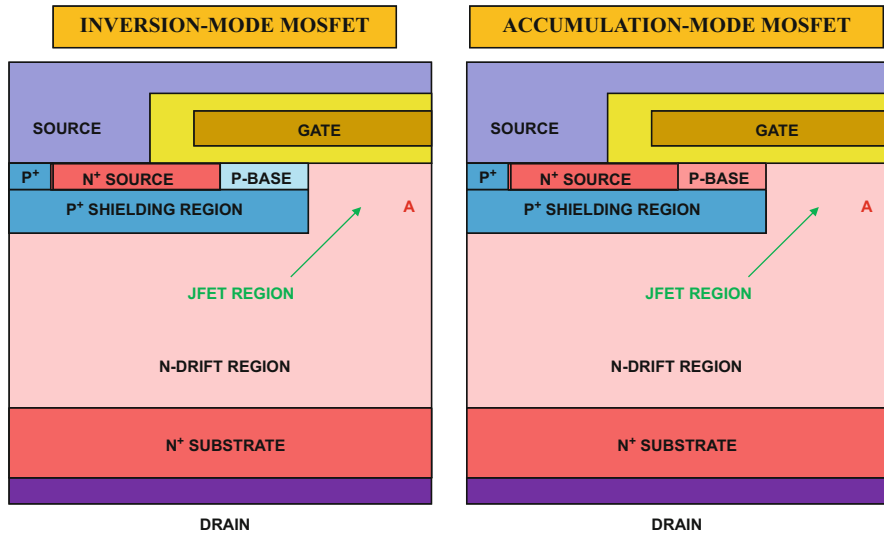 INVERSION-MODE MOSFET
SOURCE
GATE
P+
N+ SOURCE
P-BASE
P+ SHIELDING REGION
A
JFET REGION
N-DRIFT REGION
N+ SUBSTRATE
DRAIN
ACCUMULATION-MODE MOSFET
SOURCE
GATE
P+
N+ SOURCE
P-BASE
P+ SHIELDING REGION
A
JFET REGION
N-DRIFT REGION
N+ SUBSTRATE
DRAIN